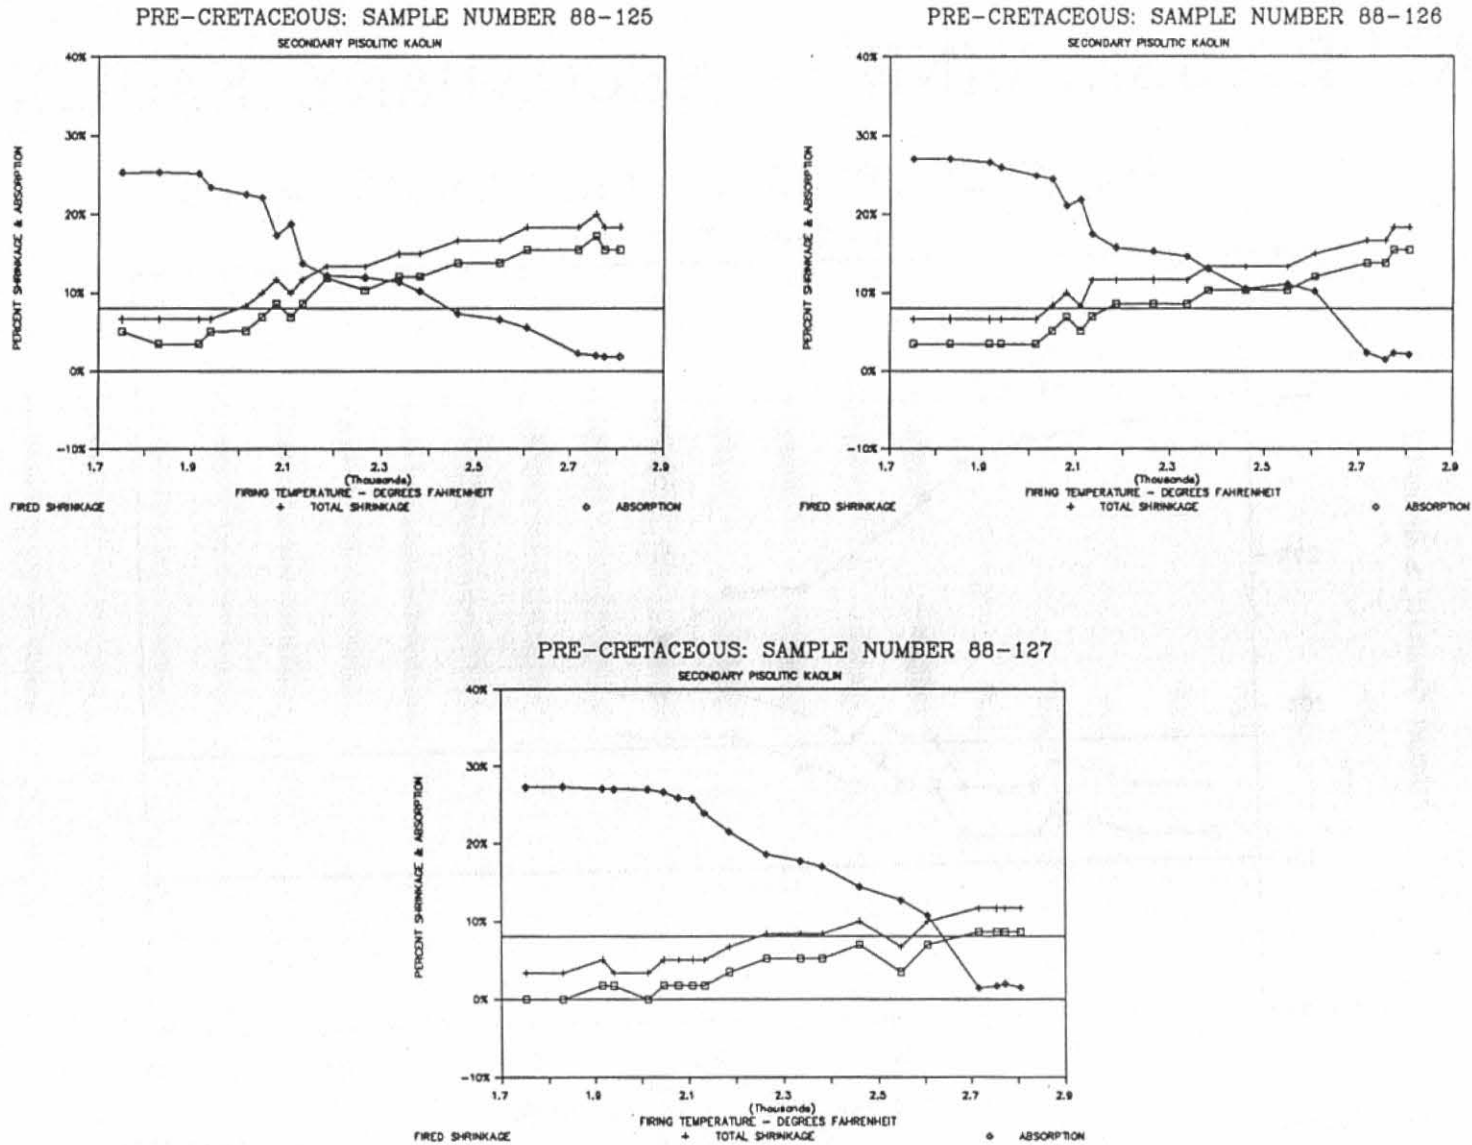 PRE-CRETACEOUS: SAMPLE NUMBER 88-125
SECONDARY PISOLITIC KAOLIN
40%
30%
20%
10%
0%
-10%
PERCENT SHRINKAGE & ABSORPTION
1.7 1.9 2.1 2.3 2.5 2.7 2.9
(Thousands)
FIRING TEMPERATURE - DEGREES FAHRENHEIT
FIRED SHRINKAGE + TOTAL SHRINKAGE ◇ ABSORPTION
PRE-CRETACEOUS: SAMPLE NUMBER 88-126
SECONDARY PISOLITIC KAOLIN
40%
30%
20%
10%
0%
-10%
PERCENT SHRINKAGE & ABSORPTION
1.7 1.9 2.1 2.3 2.5 2.7 2.9
(Thousands)
FIRING TEMPERATURE - DEGREES FAHRENHEIT
FIRED SHRINKAGE + TOTAL SHRINKAGE ◇ ABSORPTION
PRE-CRETACEOUS: SAMPLE NUMBER 88-127
SECONDARY PISOLITIC KAOLIN
40%
30%
20%
10%
0%
-10%
PERCENT SHRINKAGE & ABSORPTION
1.7 1.9 2.1 2.3 2.5 2.7 2.9
(Thousands)
FIRING TEMPERATURE - DEGREES FAHRENHEIT
FIRED SHRINKAGE + TOTAL SHRINKAGE ◇ ABSORPTION